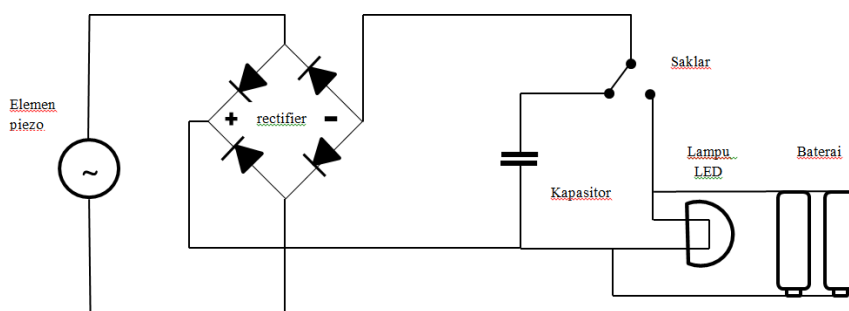 Saklar
Elemen
piezo
+ rectifier -
~
Lampu
LED
Baterai
Kapasitor